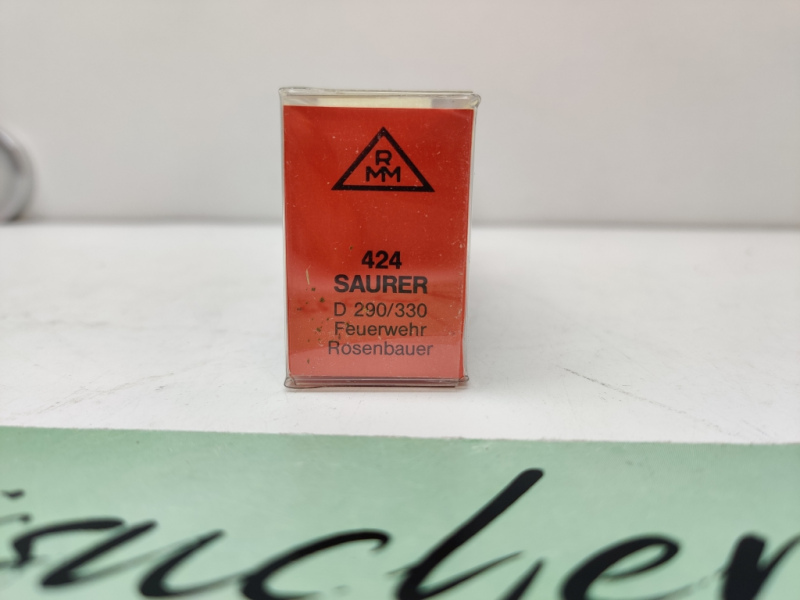 R
MM
424
SAURER
D 290/330
Feuerwehr
Rosenbauer